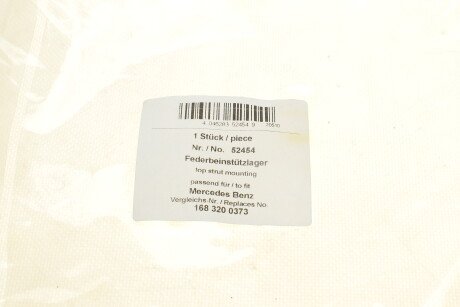 1 Stück / piece
Nr. / No. 52454
Federbeinstützlager
top strut mounting
passend für / to fit
Mercedes Benz
Vergleichs-Nr. / Replaces No.
168 320 0373